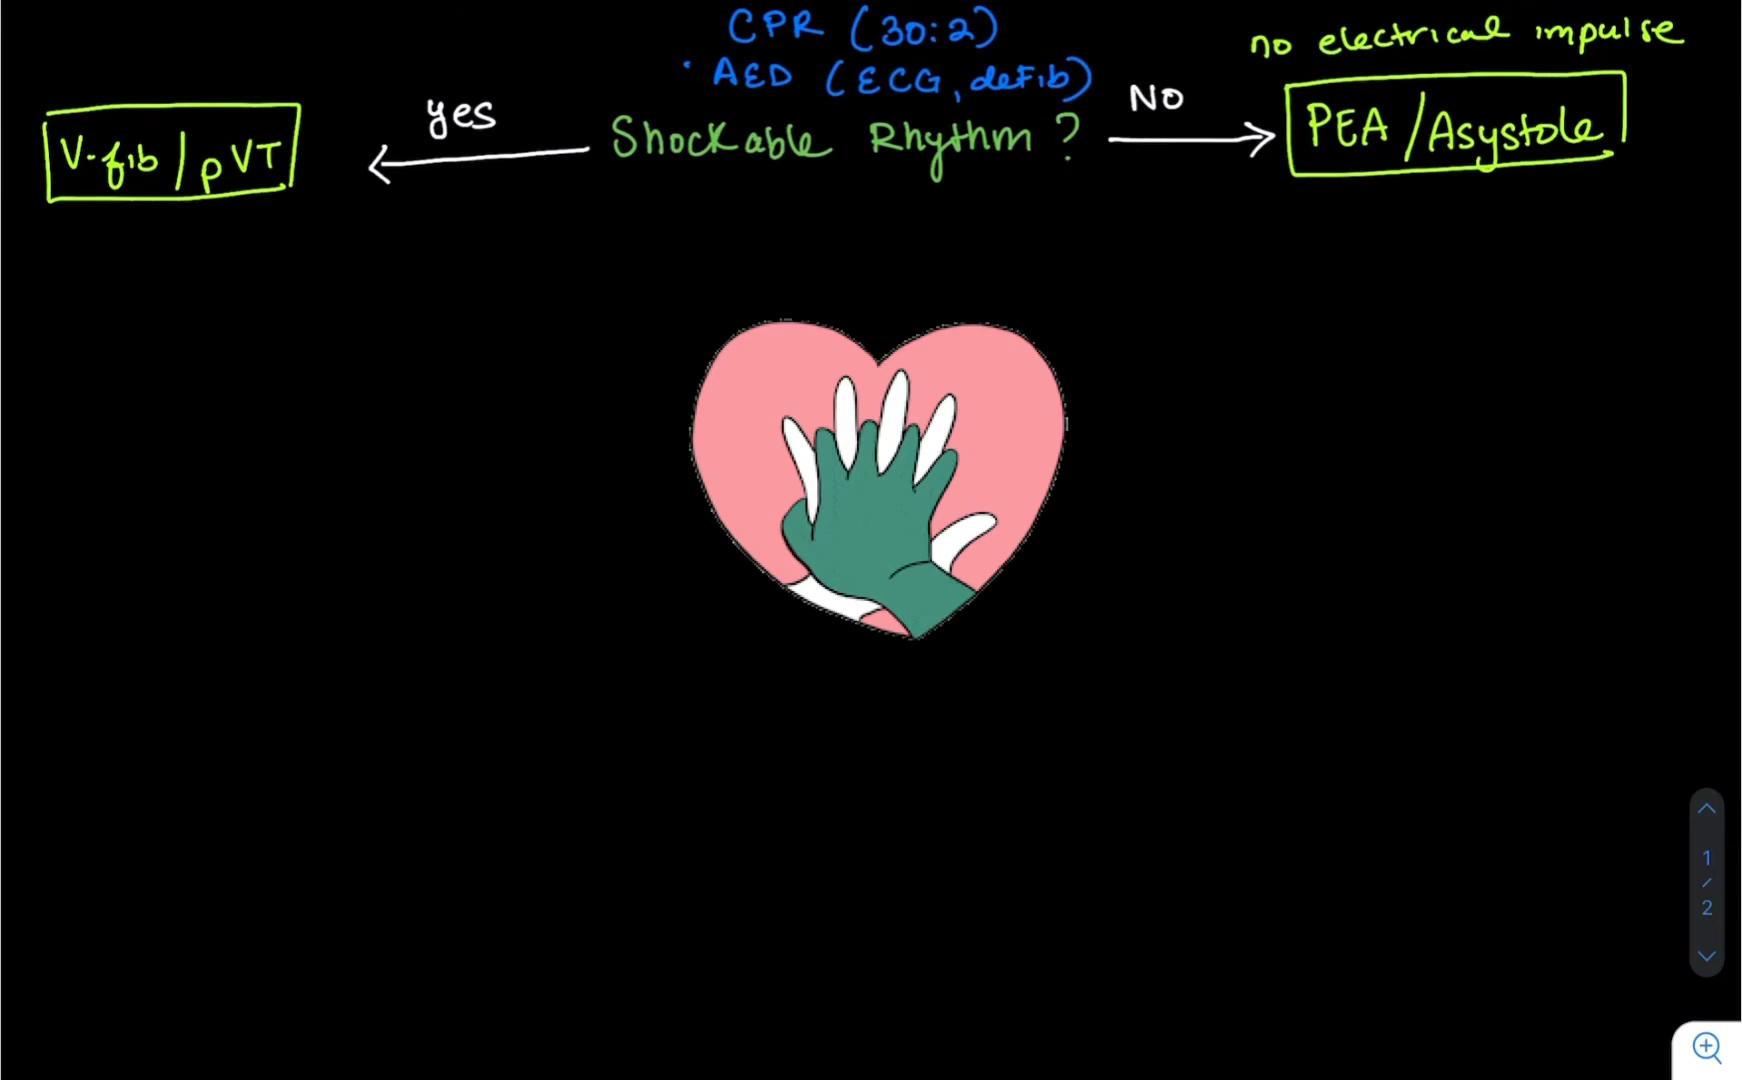 CPR (30:2)
· AED (ECG, defib)
no electrical impulse
yes
Shockable Rhythm ?
NO
PEA / Asystole
V-fib / pVT
1
/
2